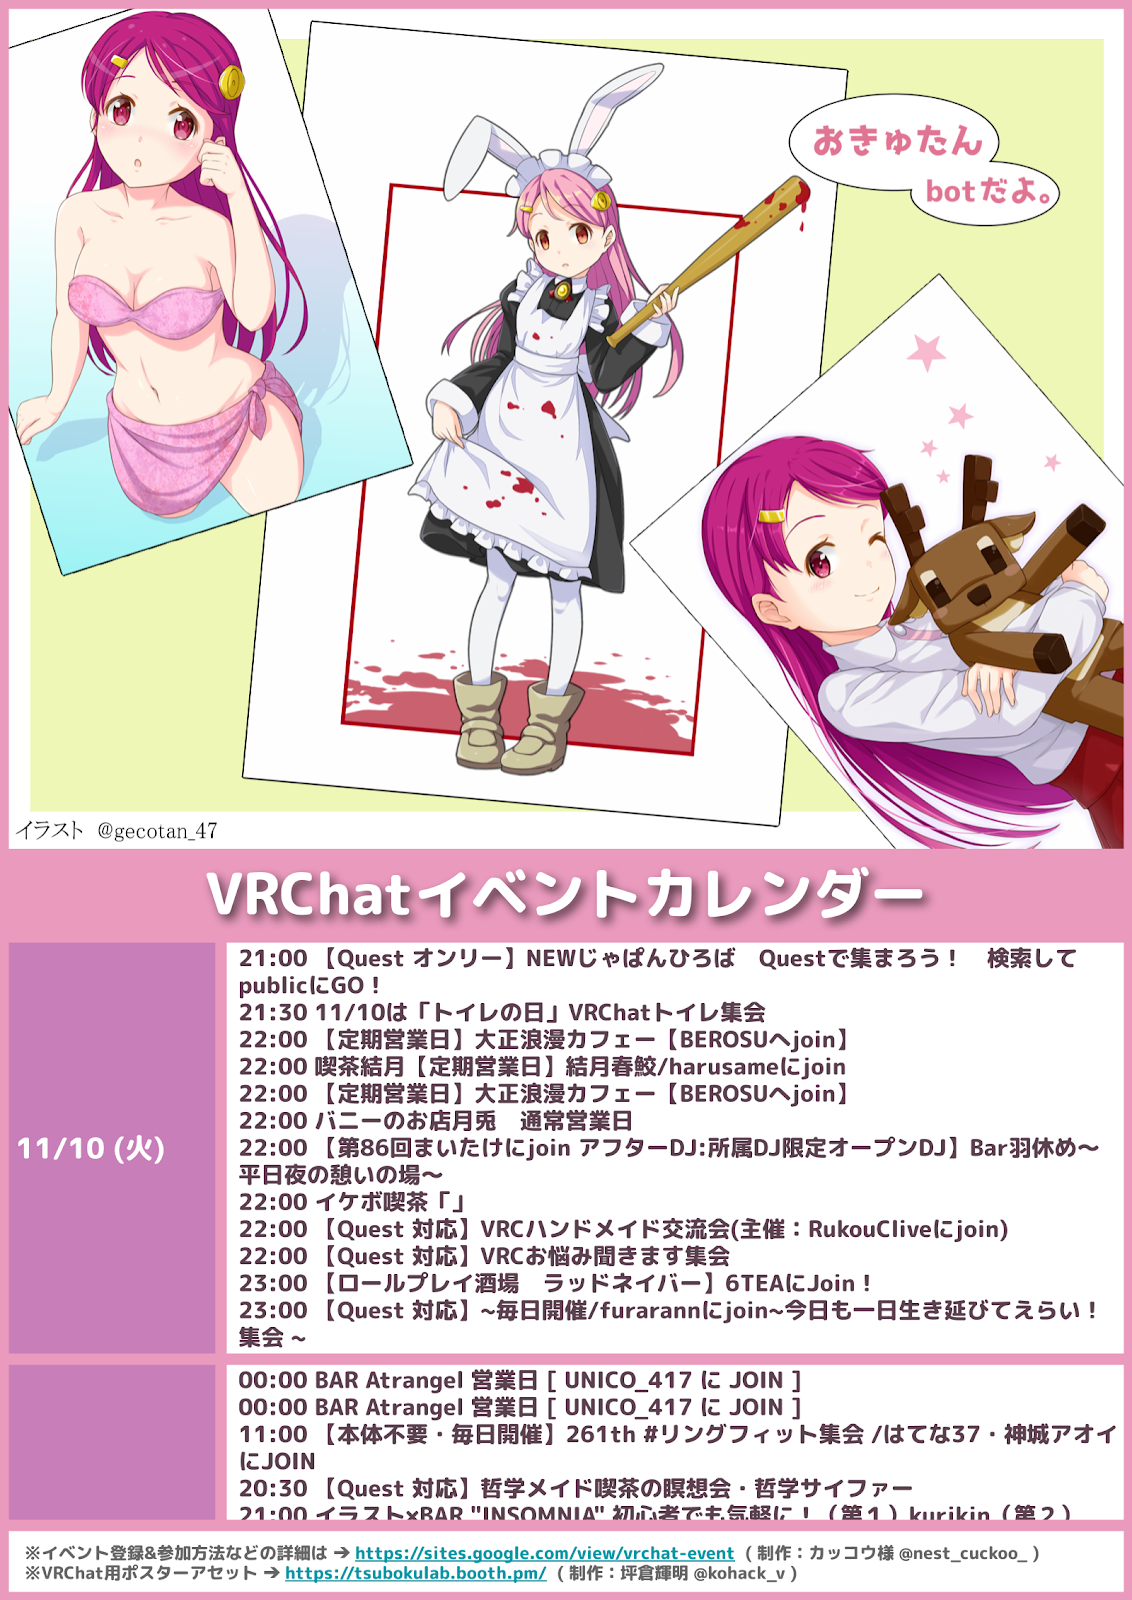 おきゅたん
botだよ。
イラスト @gecotan_47
VRChatイベントカレンダー
11/10 (火)
21:00 【Quest オンリー】NEWじゃぱんひろば　Questで集まろう！　検索して
publicにGO！
21:30 11/10は「トイレの日」VRChatトイレ集会
22:00 【定期営業日】大正浪漫カフェー【BEROSUへjoin】
22:00 喫茶結月【定期営業日】結月春鮫/harusameにjoin
22:00 【定期営業日】大正浪漫カフェー【BEROSUへjoin】
22:00 バニーのお店月兎　通常営業日
22:00 【第86回まいたけにjoin アフターDJ:所属DJ限定オープンDJ】Bar羽休め〜
平日夜の憩いの場〜
22:00 イケボ喫茶「」
22:00 【Quest 対応】VRCハンドメイド交流会(主催：RukouCliveにjoin)
22:00 【Quest 対応】VRCお悩み聞きます集会
23:00 【ロールプレイ酒場　ラッドネイバー】6TEAにJoin！
23:00 【Quest 対応】~毎日開催/furarannにjoin~今日も一日生き延びてえらい！
集会 ~
00:00 BAR Atrangel 営業日 [ UNICO_417 に JOIN ]
00:00 BAR Atrangel 営業日 [ UNICO_417 に JOIN ]
11:00 【本体不要・毎日開催】261th #リングフィット集会 /はてな37・神城アオイ
にJOIN
20:30 【Quest 対応】哲学メイド喫茶の瞑想会・哲学サイファー
21:00 イラスト×BAR "INSOMNIA" 初心者でも気軽に！（第１）kurikin（第２）
※イベント登録&参加方法などの詳細は → https://sites.google.com/view/vrchat-event ( 制作：カッコウ様 @nest_cuckoo_ )
※VRChat用ポスターアセット → https://tsubokulab.booth.pm/ ( 制作：坪倉輝明 @kohack_v )